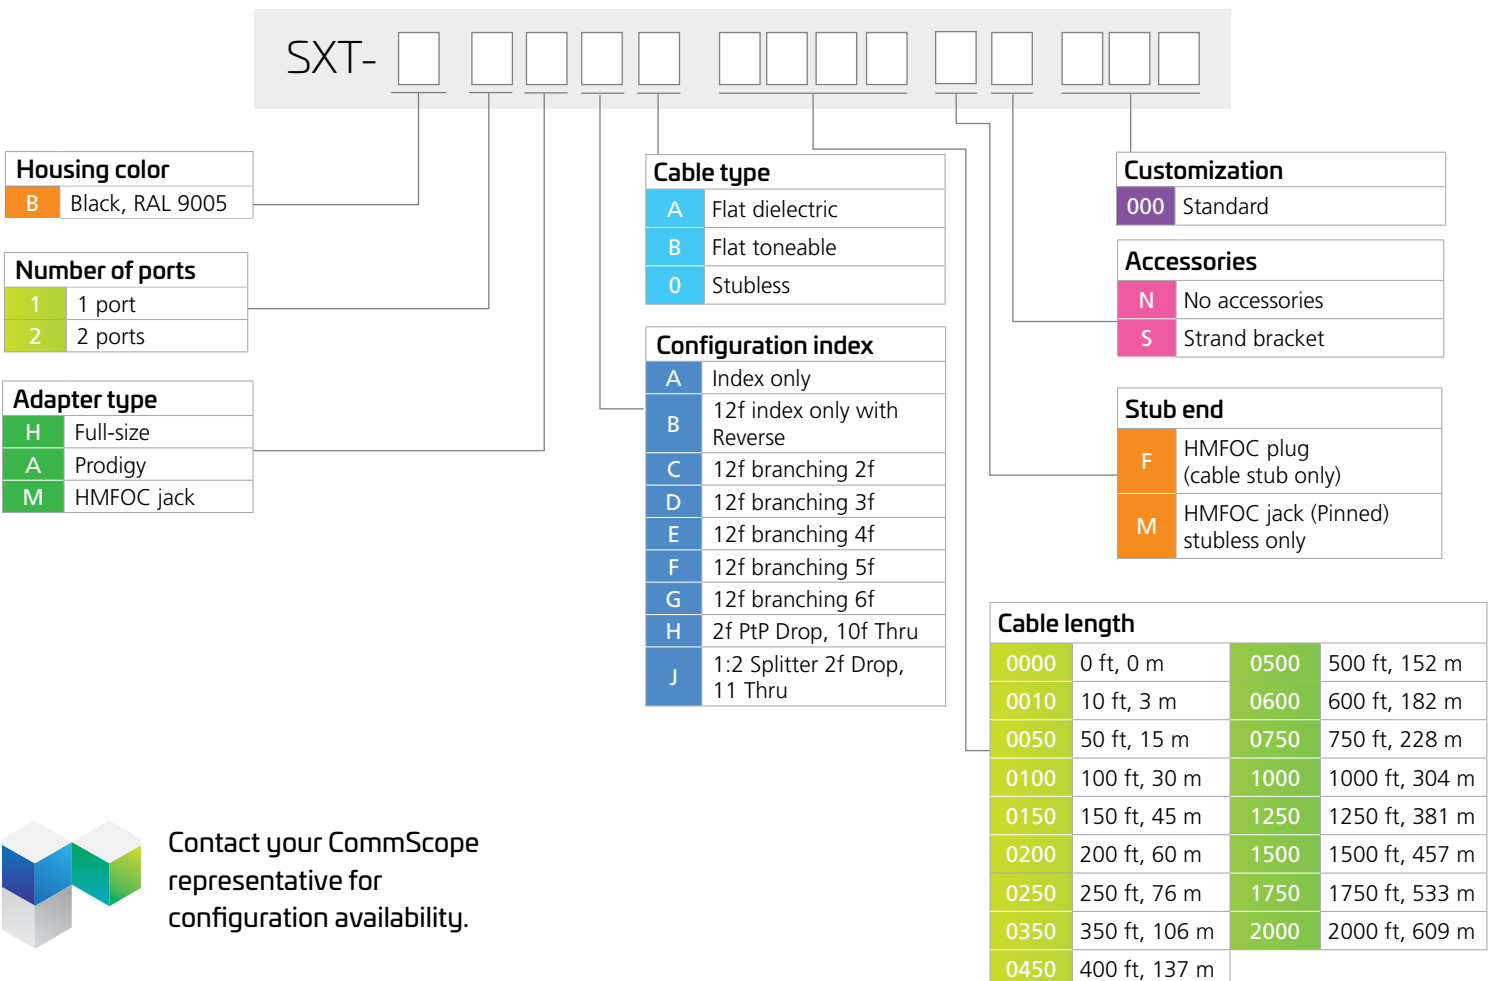 SXT-
Housing color
B Black, RAL 9005
Number of ports
1 1 port
2 2 ports
Adapter type
H Full-size
A Prodigy
M HMFOC jack
Cable type
A Flat dielectric
B Flat toneable
0 Stubless
Configuration index
A Index only
B 12f index only with
Reverse
C 12f branching 2f
D 12f branching 3f
E 12f branching 4f
F 12f branching 5f
G 12f branching 6f
H 2f PtP Drop, 10f Thru
J 1:2 Splitter 2f Drop,
11 Thru
Customization
000 Standard
Accessories
N No accessories
S Strand bracket
Stub end
F HMFOC plug
(cable stub only)
M HMFOC jack (Pinned)
stubless only
Cable length
0000 0 ft, 0 m 0500 500 ft, 152 m
0010 10 ft, 3 m 0600 600 ft, 182 m
0050 50 ft, 15 m 0750 750 ft, 228 m
0100 100 ft, 30 m 1000 1000 ft, 304 m
0150 150 ft, 45 m 1250 1250 ft, 381 m
0200 200 ft, 60 m 1500 1500 ft, 457 m
0250 250 ft, 76 m 1750 1750 ft, 533 m
0350 350 ft, 106 m 2000 2000 ft, 609 m
0450 400 ft, 137 m
Contact your CommScope
representative for
configuration availability.